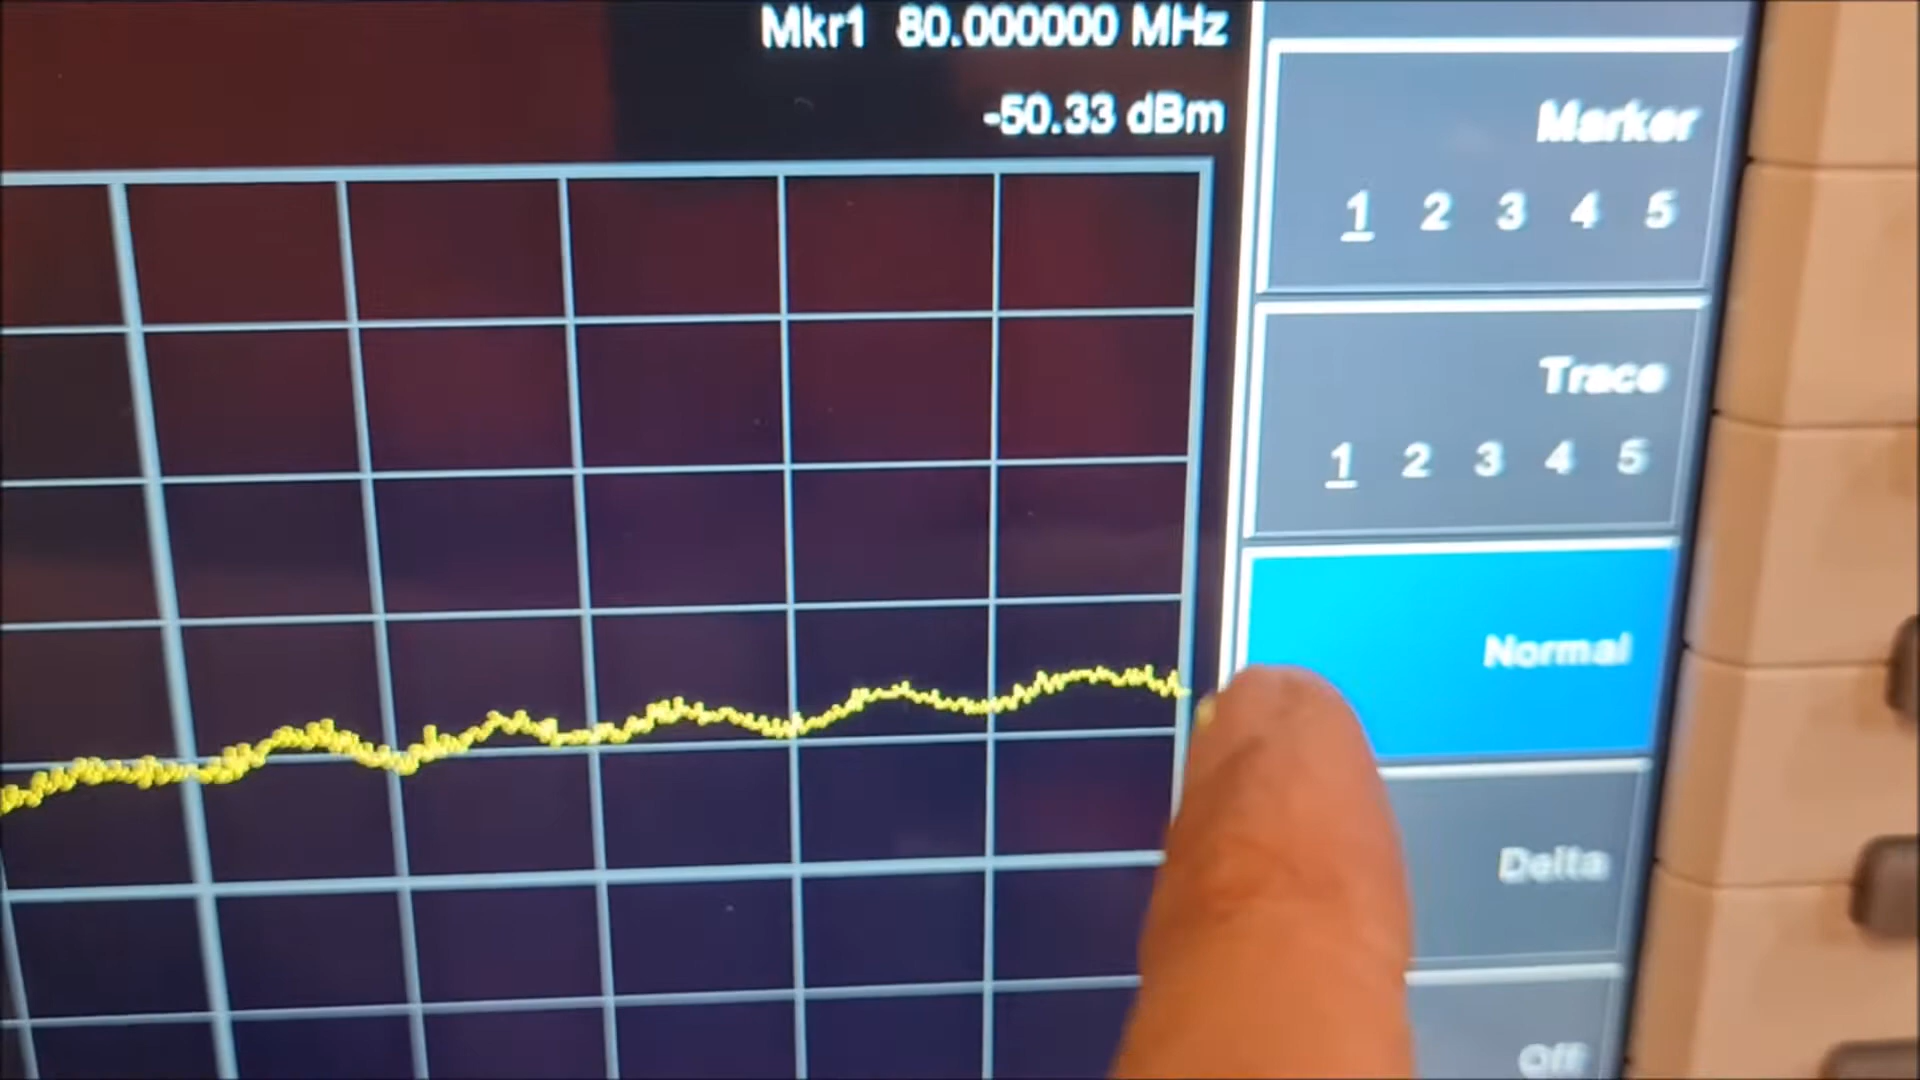 Mkr1 80.000000 MHz
-50.33 dBm
Marker
1 2 3 4 5
Trace
1 2 3 4 5
Normal
Delta
Off